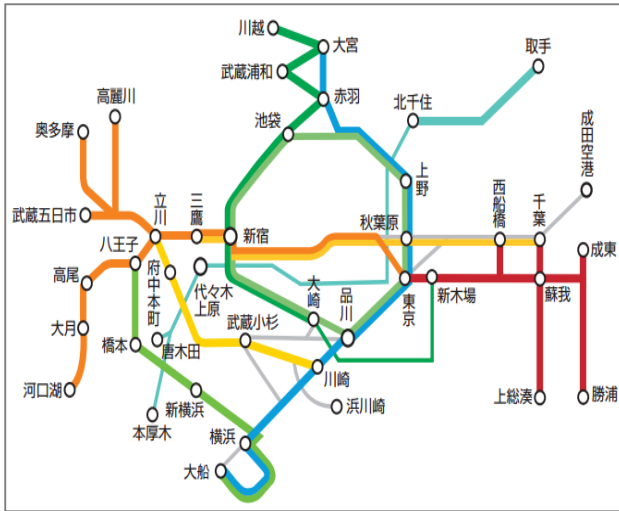 川越
大宮
取手
武蔵浦和
赤羽
北千住
高麗川
池袋
成田空港
奥多摩
上野
立川
三鷹
西船橋
千葉
武蔵五日市
新宿
秋葉原
成東
八王子
高尾
府中本町
代々木
上原
大崎
品川
東京
新木場
蘇我
大月
橋本
唐木田
武蔵小杉
川崎
河口湖
新横浜
浜川崎
上総湊
勝浦
本厚木
横浜
大船